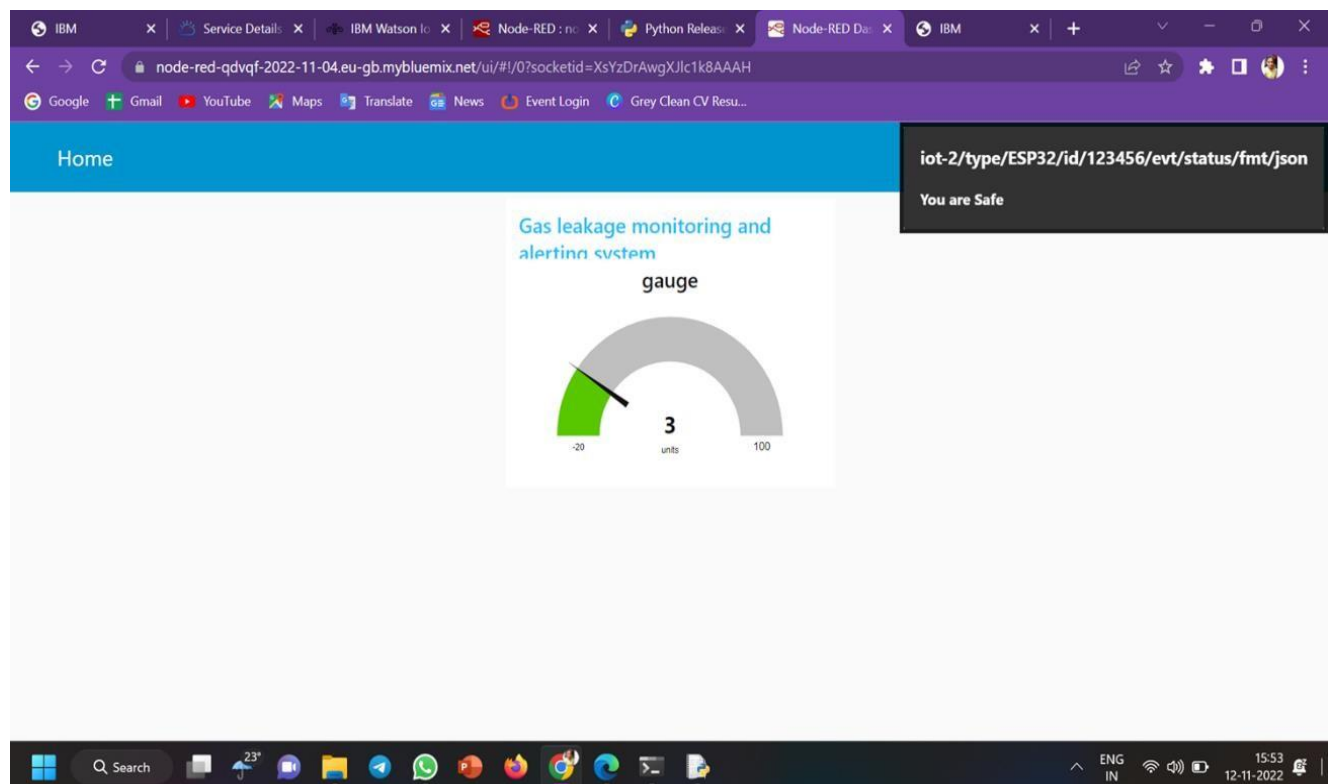 IBM
Service Details
IBM Watson Io
Node-RED : no
Python Releas
Node-RED Da
IBM
node-red-qdvqf-2022-11-04.eu-gb.mybluemix.net/ui/#!/0?socketid=XsYzDrAwgXJlc1k8AAAH
Google
Gmail
YouTube
Maps
Translate
News
Event Login
Grey Clean CV Resu...
Home
iot-2/type/ESP32/id/123456/evt/status/fmt/json
You are Safe
Gas leakage monitoring and
alerting system
gauge
3
units
-20
100
23°
Search
ENG
IN
15:53
12-11-2022